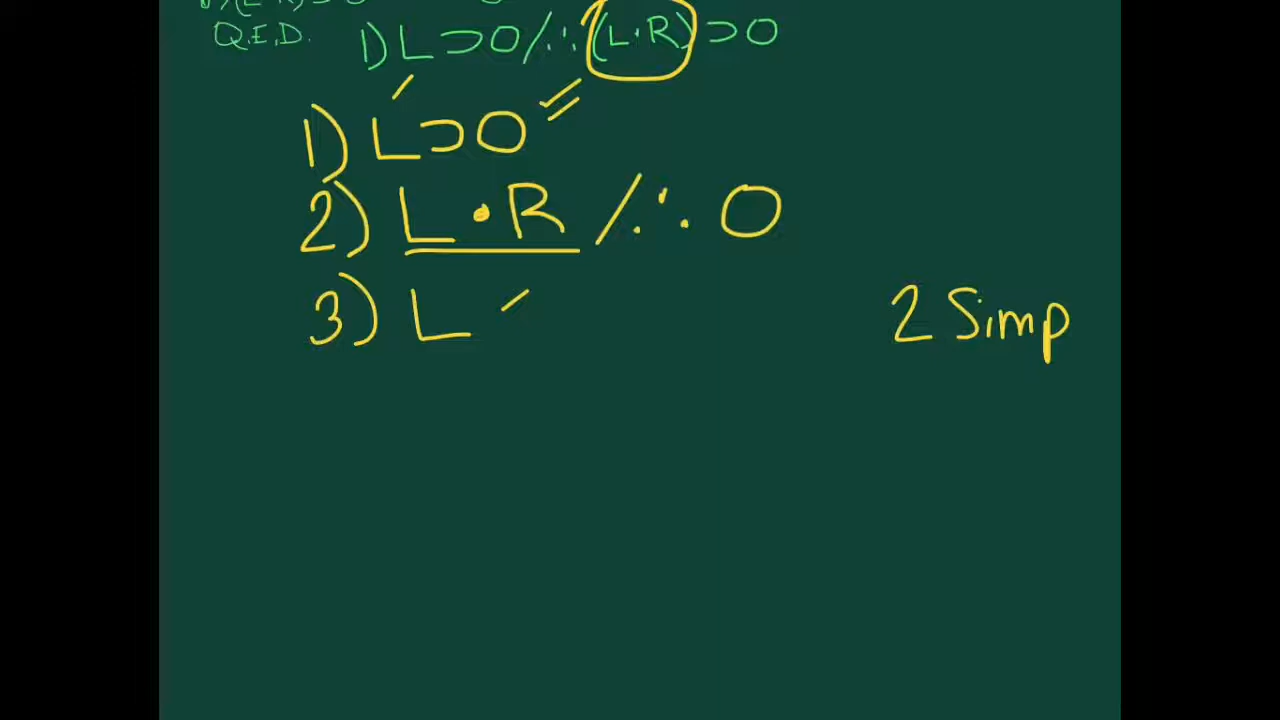 Q.E.D. 1) L⊃O/∴(L·R)⊃O
1) L⊃O
2) L·R/∴O
3) L 2 Simp